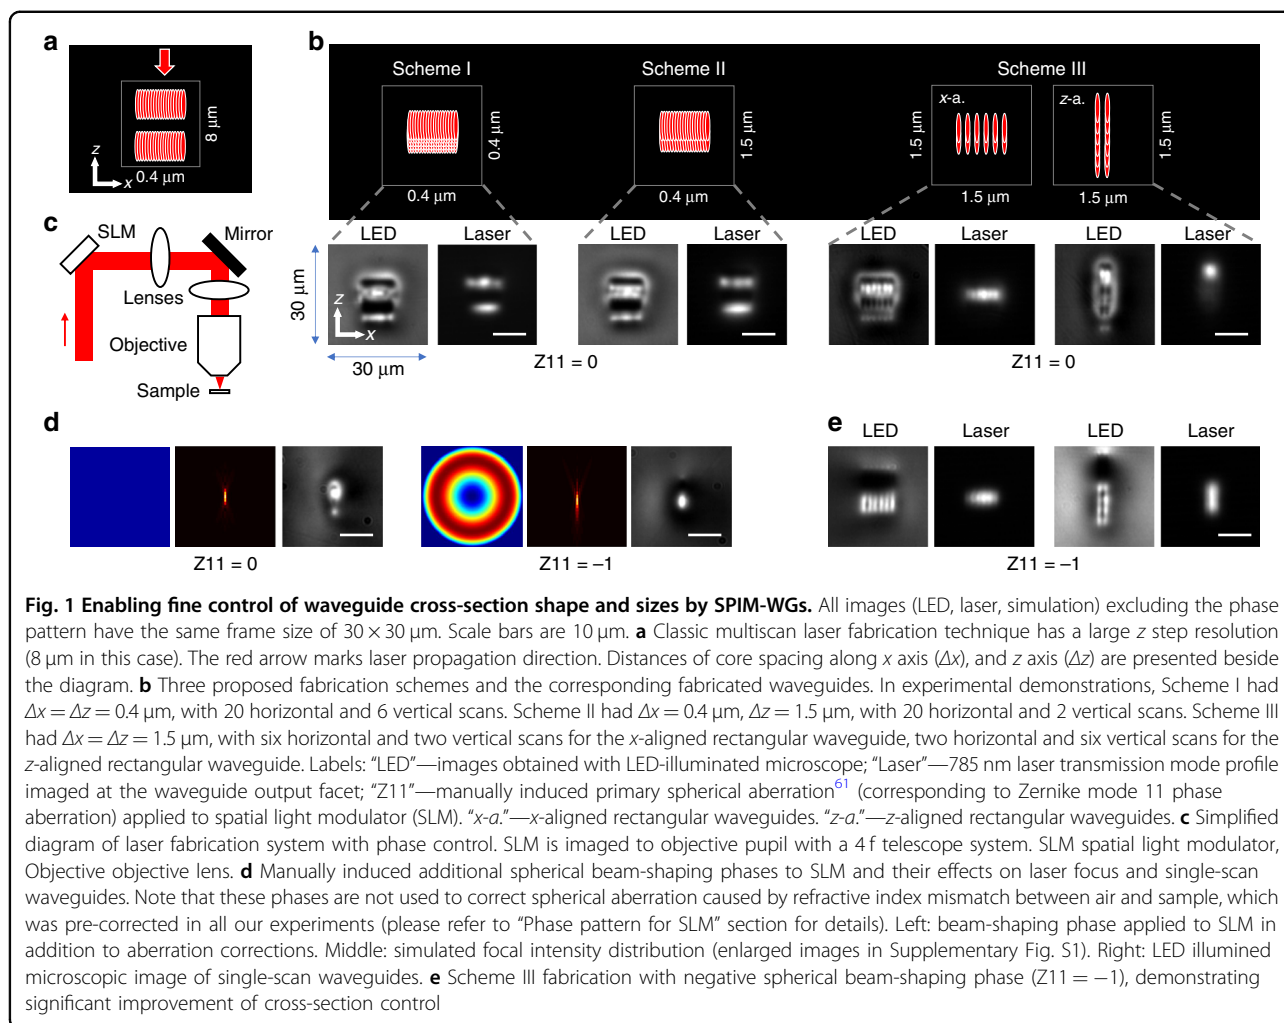 a
z
x
0.4 µm
8 µm
b
Scheme I
0.4 µm
0.4 µm
Scheme II
1.5 µm
0.4 µm
Scheme III
x-a.
1.5 µm
1.5 µm
z-a.
1.5 µm
1.5 µm
LED
Laser
30 µm
z
x
30 µm
LED
Laser
Z11 = 0
LED
Laser
LED
Laser
Z11 = 0
c
SLM
Mirror
Lenses
Objective
Sample
d
Z11 = 0
Z11 = –1
e
LED
Laser
LED
Laser
Z11 = –1
Fig. 1 Enabling fine control of waveguide cross-section shape and sizes by SPIM-WGs. All images (LED, laser, simulation) excluding the phase
pattern have the same frame size of 30 × 30 µm. Scale bars are 10 µm. a Classic multiscan laser fabrication technique has a large z step resolution
(8 µm in this case). The red arrow marks laser propagation direction. Distances of core spacing along x axis (Δx), and z axis (Δz) are presented beside
the diagram. b Three proposed fabrication schemes and the corresponding fabricated waveguides. In experimental demonstrations, Scheme I had
Δx = Δz = 0.4 µm, with 20 horizontal and 6 vertical scans. Scheme II had Δx = 0.4 µm, Δz = 1.5 µm, with 20 horizontal and 2 vertical scans. Scheme III
had Δx = Δz = 1.5 µm, with six horizontal and two vertical scans for the x-aligned rectangular waveguide, two horizontal and six vertical scans for the
z-aligned rectangular waveguide. Labels: “LED”—images obtained with LED-illuminated microscope; “Laser”—785 nm laser transmission mode profile
imaged at the waveguide output facet; “Z11”—manually induced primary spherical aberration61 (corresponding to Zernike mode 11 phase
aberration) applied to spatial light modulator (SLM). “x-a.”—x-aligned rectangular waveguides. “z-a.”—z-aligned rectangular waveguides. c Simplified
diagram of laser fabrication system with phase control. SLM is imaged to objective pupil with a 4 f telescope system. SLM spatial light modulator,
Objective objective lens. d Manually induced additional spherical beam-shaping phases to SLM and their effects on laser focus and single-scan
waveguides. Note that these phases are not used to correct spherical aberration caused by refractive index mismatch between air and sample, which
was pre-corrected in all our experiments (please refer to “Phase pattern for SLM” section for details). Left: beam-shaping phase applied to SLM in
addition to aberration corrections. Middle: simulated focal intensity distribution (enlarged images in Supplementary Fig. S1). Right: LED illumined
microscopic image of single-scan waveguides. e Scheme III fabrication with negative spherical beam-shaping phase (Z11 = −1), demonstrating
significant improvement of cross-section control